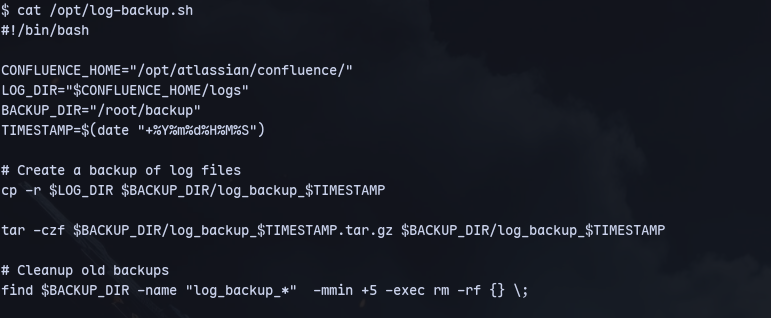 $ cat /opt/log-backup.sh
#!/bin/bash

CONFLUENCE_HOME="/opt/atlassian/confluence/"
LOG_DIR="$CONFLUENCE_HOME/logs"
BACKUP_DIR="/root/backup"
TIMESTAMP=$(date "+%Y%m%d%H%M%S")

# Create a backup of log files
cp -r $LOG_DIR $BACKUP_DIR/log_backup_$TIMESTAMP

tar -czf $BACKUP_DIR/log_backup_$TIMESTAMP.tar.gz $BACKUP_DIR/log_backup_$TIMESTAMP

# Cleanup old backups
find $BACKUP_DIR -name "log_backup_*"  -mmin +5 -exec rm -rf {} \;